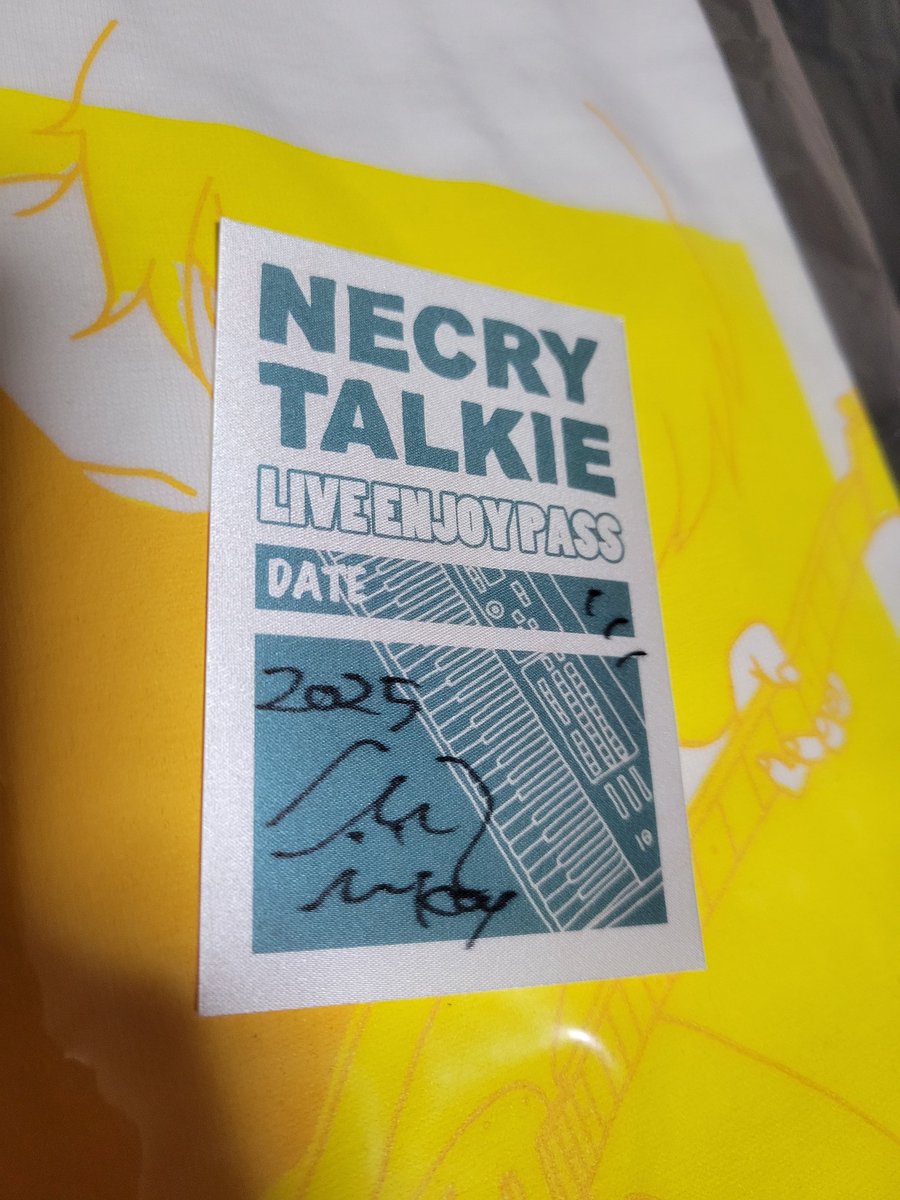 NECRY
TALKIE
LIVE ENJOY PASS
DATE
2025